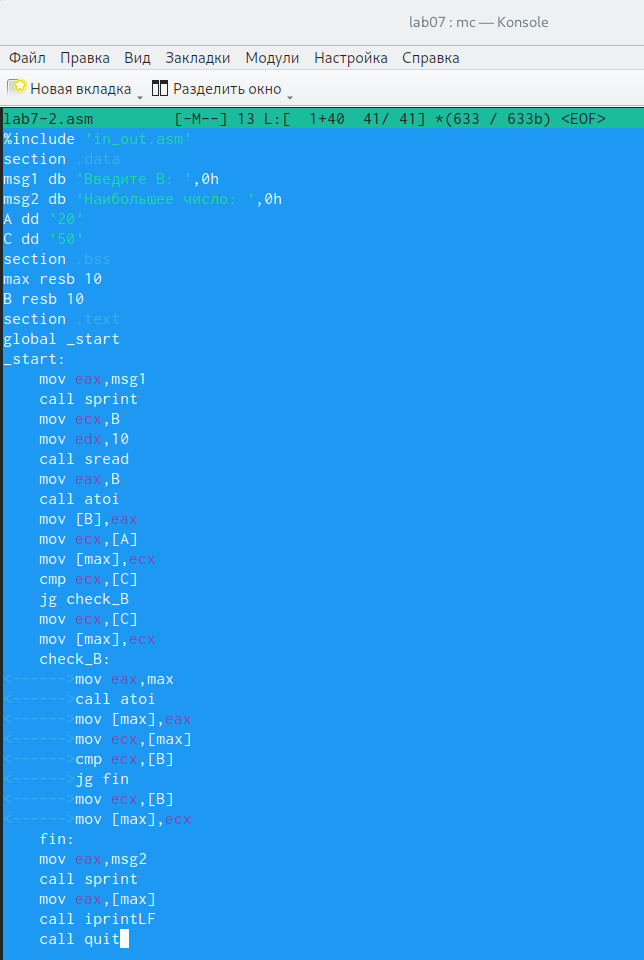 lab07 : mc — Konsole
Файл Правка Вид Закладки Модули Настройка Справка
Новая вкладка Разделить окно
lab7-2.asm [-M--] 13 L:[ 1+40 41/ 41] *(633 / 633b) <EOF>
%include 'in_out.asm'
section .data
msg1 db 'Введите B: ',0h
msg2 db 'Наибольшее число: ',0h
A dd '20'
C dd '50'
section .bss
max resb 10
B resb 10
section .text
global _start
_start:
mov eax,msg1
call sprint
mov ecx,B
mov edx,10
call sread
mov eax,B
call atoi
mov [B],eax
mov ecx,[A]
mov [max],ecx
cmp ecx,[C]
jg check_B
mov ecx,[C]
mov [max],ecx
check_B:
<------>mov eax,max
<------>call atoi
<------>mov [max],eax
<------>mov ecx,[max]
<------>cmp ecx,[B]
<------>jg fin
<------>mov ecx,[B]
<------>mov [max],ecx
fin:
mov eax,msg2
call sprint
mov eax,[max]
call iprintLF
call quit